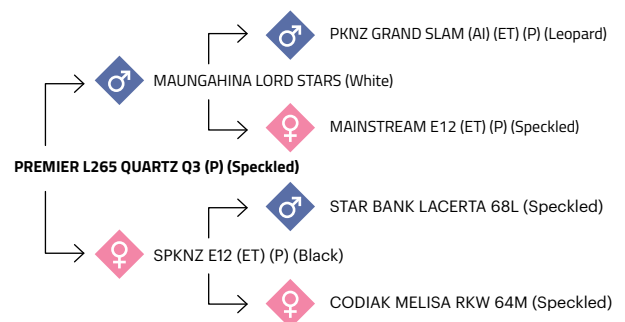 PKNZ GRAND SLAM (AI) (ET) (P) (Leopard)
MAUNGAHINA LORD STARS (White)
MAINSTREAM E12 (ET) (P) (Speckled)
PREMIER L265 QUARTZ Q3 (P) (Speckled)
STAR BANK LACERTA 68L (Speckled)
SPKNZ E12 (ET) (P) (Black)
CODIAK MELISA RKW 64M (Speckled)